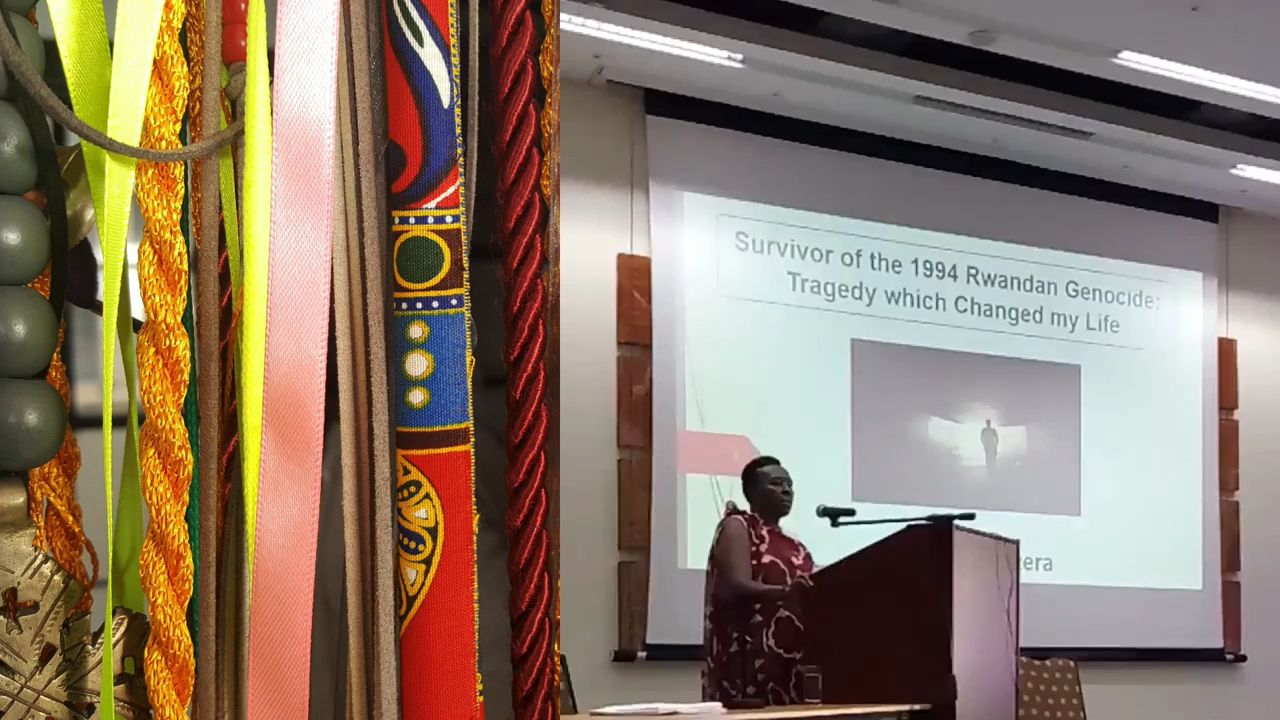 Survivor of the 1994 Rwandan Genocide:
Tragedy which Changed my Life